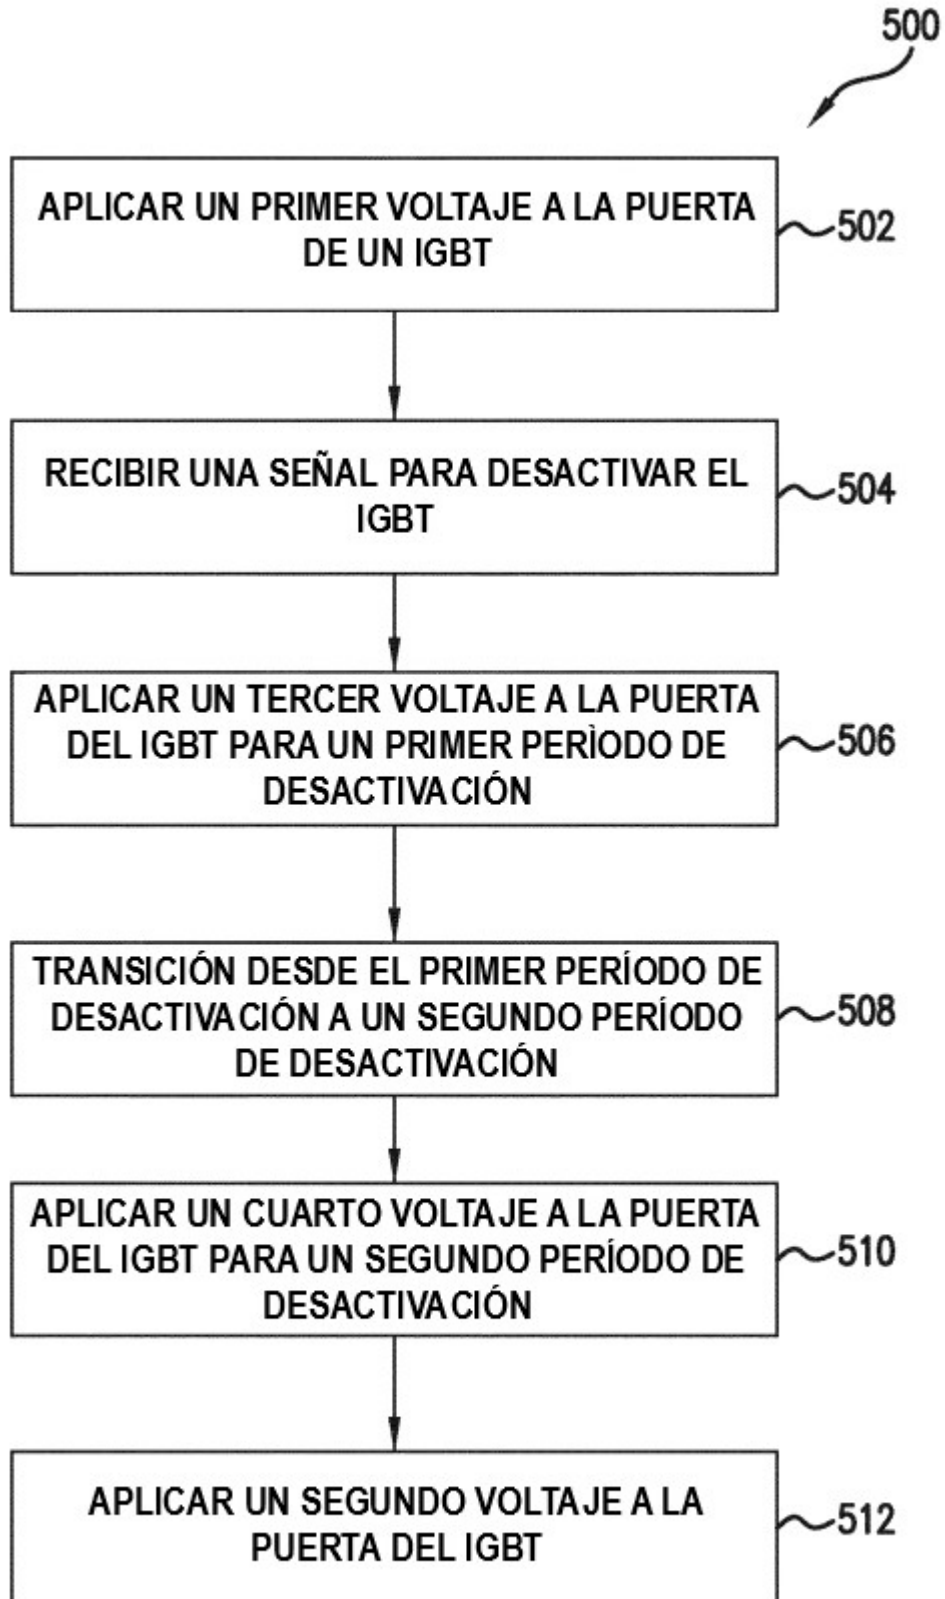 500
APLICAR UN PRIMER VOLTAJE A LA PUERTA
DE UN IGBT
502
RECIBIR UNA SEÑAL PARA DESACTIVAR EL
IGBT
504
APLICAR UN TERCER VOLTAJE A LA PUERTA
DEL IGBT PARA UN PRIMER PERÌODO DE
DESACTIVACIÓN
506
TRANSICIÓN DESDE EL PRIMER PERÍODO DE
DESACTIVACIÓN A UN SEGUNDO PERÍODO
DE DESACTIVACIÓN
508
APLICAR UN CUARTO VOLTAJE A LA PUERTA
DEL IGBT PARA UN SEGUNDO PERÍODO DE
DESACTIVACIÓN
510
APLICAR UN SEGUNDO VOLTAJE A LA
PUERTA DEL IGBT
512